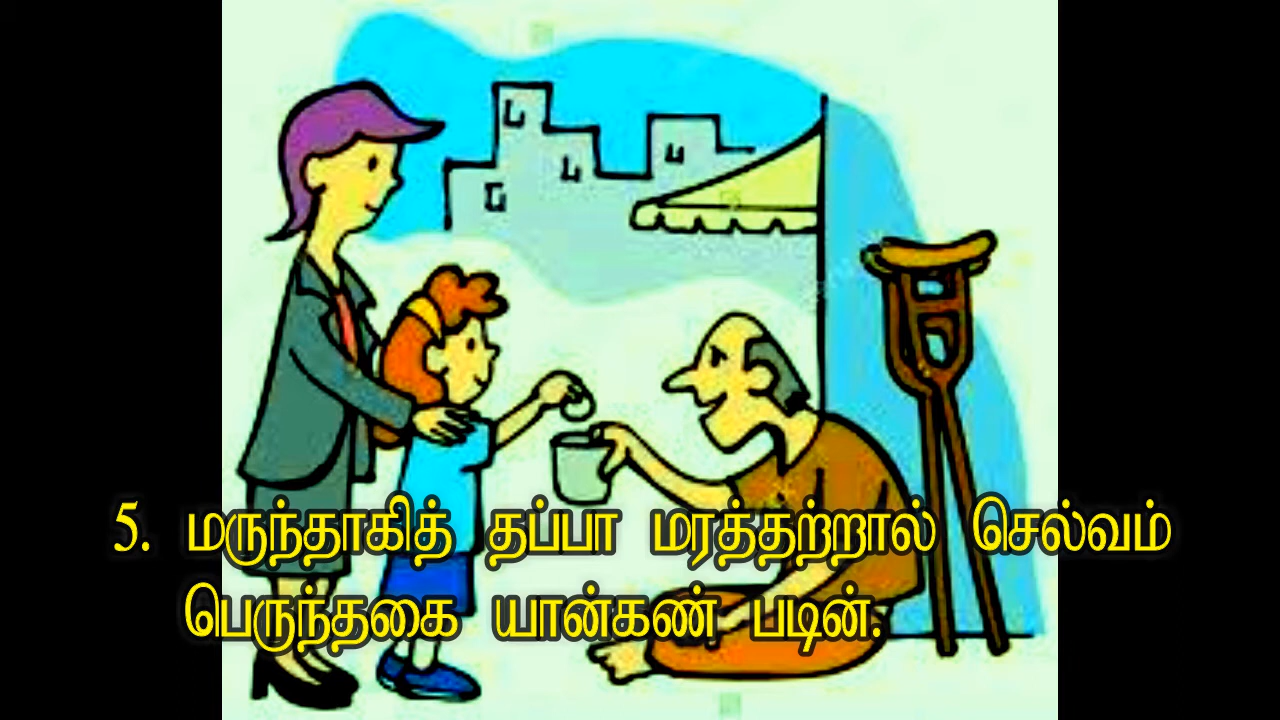 5. மருந்தாகித் தப்பா மரத்தற்றால் செல்வம்
பெருந்தகை யான்கண் படின்.